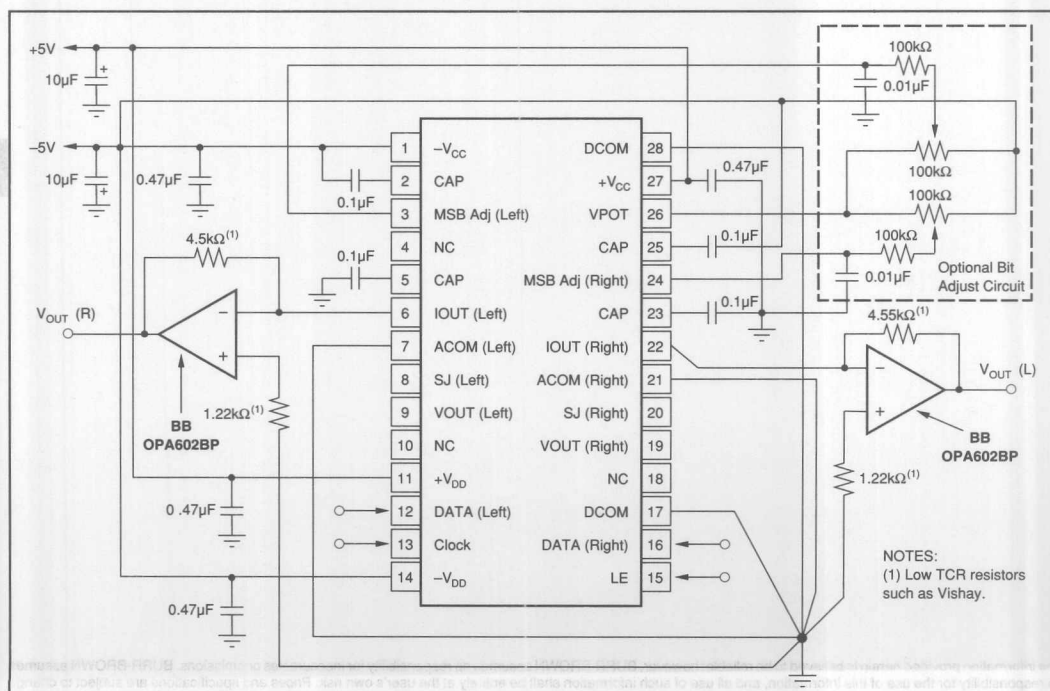 +5V
10µF
+
–5V
10µF
+
0.47µF
0.1µF
4.5kΩ(1)
0.1µF
VOUT (R)
–
+
1.22kΩ(1)
BB
OPA602BP
0 .47µF
0.47µF
1 –VCC
2 CAP
3 MSB Adj (Left)
4 NC
5 CAP
6 IOUT (Left)
7 ACOM (Left)
8 SJ (Left)
9 VOUT (Left)
10 NC
11 +VDD
12 DATA (Left)
13 Clock
14 –VDD
DCOM 28
+VCC 27
VPOT 26
CAP 25
MSB Adj (Right) 24
CAP 23
IOUT (Right) 22
ACOM (Right) 21
SJ (Right) 20
VOUT (Right) 19
NC 18
DCOM 17
DATA (Right) 16
LE 15
0.47µF
0.1µF
0.1µF
100kΩ
0.01µF
100kΩ
100kΩ
100kΩ
0.01µF
Optional Bit
Adjust Circuit
4.55kΩ(1)
VOUT (L)
–
+
BB
OPA602BP
1.22kΩ(1)
NOTES:
(1) Low TCR resistors
such as Vishay.